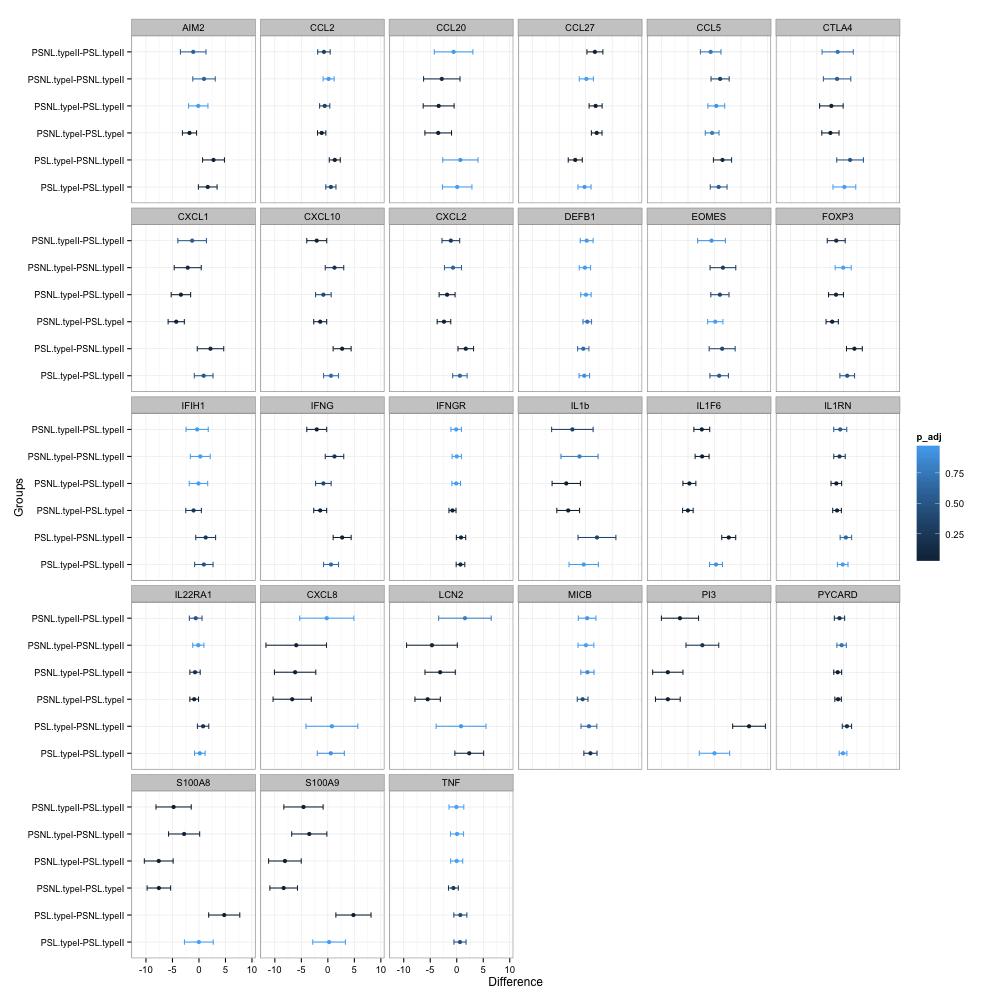 AIM2 CCL2 CCL20 CCL27 CCL5 CTLA4
PSNL.typeII-PSL.typeII
PSNL.typeI-PSNL.typeII
PSNL.typeI-PSL.typeII
PSNL.typeI-PSL.typeI
PSL.typeI-PSNL.typeII
PSL.typeI-PSL.typeII
CXCL1 CXCL10 CXCL2 DEFB1 EOMES FOXP3
PSNL.typeII-PSL.typeII
PSNL.typeI-PSNL.typeII
PSNL.typeI-PSL.typeII
PSNL.typeI-PSL.typeI
PSL.typeI-PSNL.typeII
PSL.typeI-PSL.typeII
IFIH1 IFNG IFNGR IL1b IL1F6 IL1RN
PSNL.typeII-PSL.typeII
PSNL.typeI-PSNL.typeII
PSNL.typeI-PSL.typeII
PSNL.typeI-PSL.typeI
PSL.typeI-PSNL.typeII
PSL.typeI-PSL.typeII
Groups
p_adj
0.75
0.50
0.25
IL22RA1 CXCL8 LCN2 MICB PI3 PYCARD
PSNL.typeII-PSL.typeII
PSNL.typeI-PSNL.typeII
PSNL.typeI-PSL.typeII
PSNL.typeI-PSL.typeI
PSL.typeI-PSNL.typeII
PSL.typeI-PSL.typeII
S100A8 S100A9 TNF
PSNL.typeII-PSL.typeII
PSNL.typeI-PSNL.typeII
PSNL.typeI-PSL.typeII
PSNL.typeI-PSL.typeI
PSL.typeI-PSNL.typeII
PSL.typeI-PSL.typeII
-10 -5 0 5 10 -10 -5 0 5 10 -10 -5 0 5 10
Difference